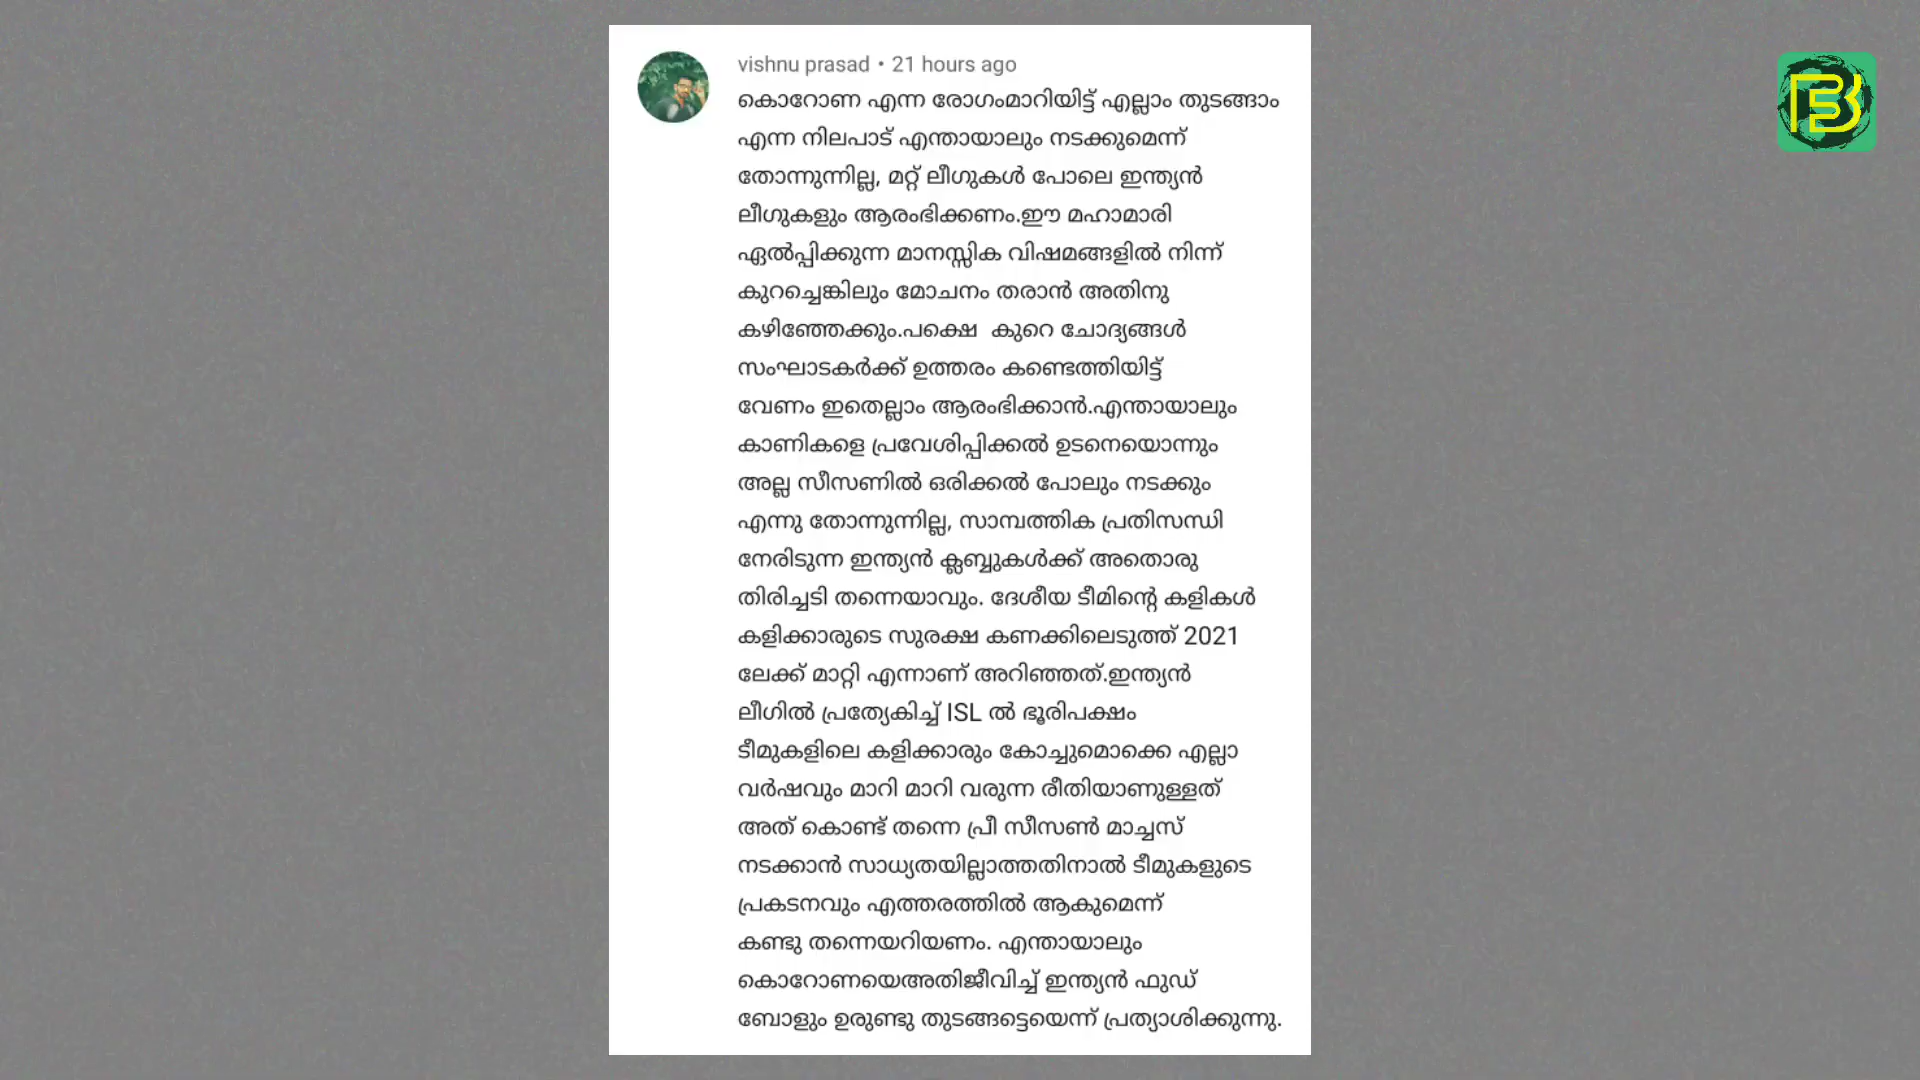 vishnu prasad • 21 hours ago
കൊറോണ എന്ന രോഗംമാറിയിട്ട് എല്ലാം തുടങ്ങാം
എന്ന നിലപാട് എന്തായാലും നടക്കുമെന്ന്
തോന്നുന്നില്ല, മറ്റ് ലീഗുകൾ പോലെ ഇന്ത്യൻ
ലീഗുകളും ആരംഭിക്കണം.ഈ മഹാമാരി
ഏൽപ്പിക്കുന്ന മാനസ്സിക വിഷമങ്ങളിൽ നിന്ന്
കുറച്ചെങ്കിലും മോചനം തരാൻ അതിനു
കഴിഞ്ഞേക്കും.പക്ഷെ  കുറെ ചോദ്യങ്ങൾ
സംഘാടകർക്ക് ഉത്തരം കണ്ടെത്തിയിട്ട്
വേണം ഇതെല്ലാം ആരംഭിക്കാൻ.എന്തായാലും
കാണികളെ പ്രവേശിപ്പിക്കൽ ഉടനെയൊന്നും
അല്ല സീസണിൽ ഒരിക്കൽ പോലും നടക്കും
എന്നു തോന്നുന്നില്ല, സാമ്പത്തിക പ്രതിസന്ധി
നേരിടുന്ന ഇന്ത്യൻ ക്ലബ്ബുകൾക്ക് അതൊരു
തിരിച്ചടി തന്നെയാവും. ദേശീയ ടീമിന്റെ കളികൾ
കളിക്കാരുടെ സുരക്ഷ കണക്കിലെടുത്ത് 2021
ലേക്ക് മാറ്റി എന്നാണ് അറിഞ്ഞത്.ഇന്ത്യൻ
ലീഗിൽ പ്രത്യേകിച്ച് ISL ൽ ഭൂരിപക്ഷം
ടീമുകളിലെ കളിക്കാരും കോച്ചുമൊക്കെ എല്ലാ
വർഷവും മാറി മാറി വരുന്ന രീതിയാണുള്ളത്
അത് കൊണ്ട് തന്നെ പ്രീ സീസൺ മാച്ചസ്
നടക്കാൻ സാധ്യതയില്ലാത്തതിനാൽ ടീമുകളുടെ
പ്രകടനവും എത്തരത്തിൽ ആകുമെന്ന്
കണ്ടു തന്നെയറിയണം. എന്തായാലും
കൊറോണയെഅതിജീവിച്ച് ഇന്ത്യൻ ഫുഡ്
ബോളും ഉരുണ്ടു തുടങ്ങട്ടെയെന്ന് പ്രത്യാശിക്കുന്നു.